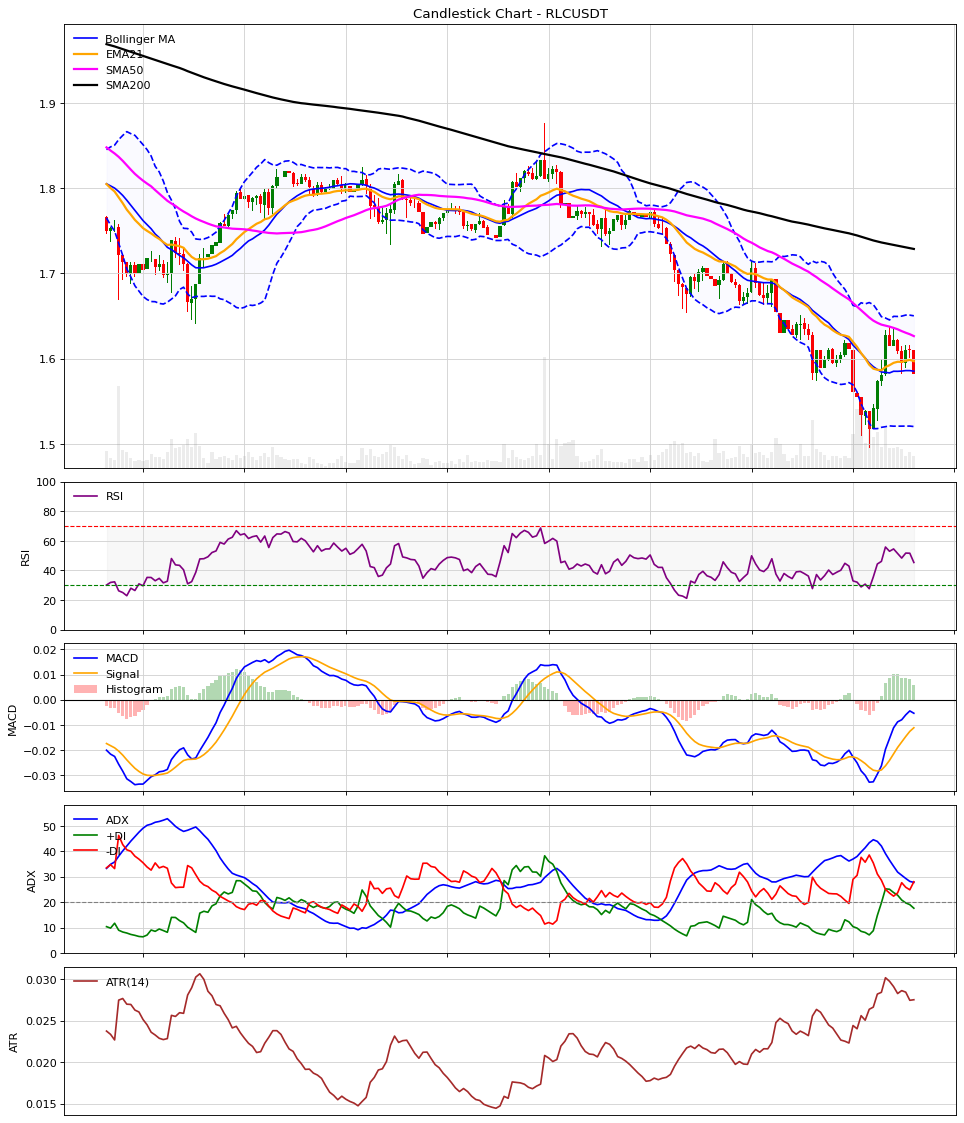 Candlestick Chart - RLCUSDT
Bollinger MA
EMA21
SMA50
SMA200
1.9
1.8
1.7
1.6
1.5
RSI
100
80
60
40
20
0
RSI
MACD
Signal
Histogram
0.02
0.01
0.00
−0.01
−0.02
−0.03
MACD
ADX
+DI
-DI
50
40
30
20
10
0
ADX
ATR(14)
0.030
0.025
0.020
0.015
ATR